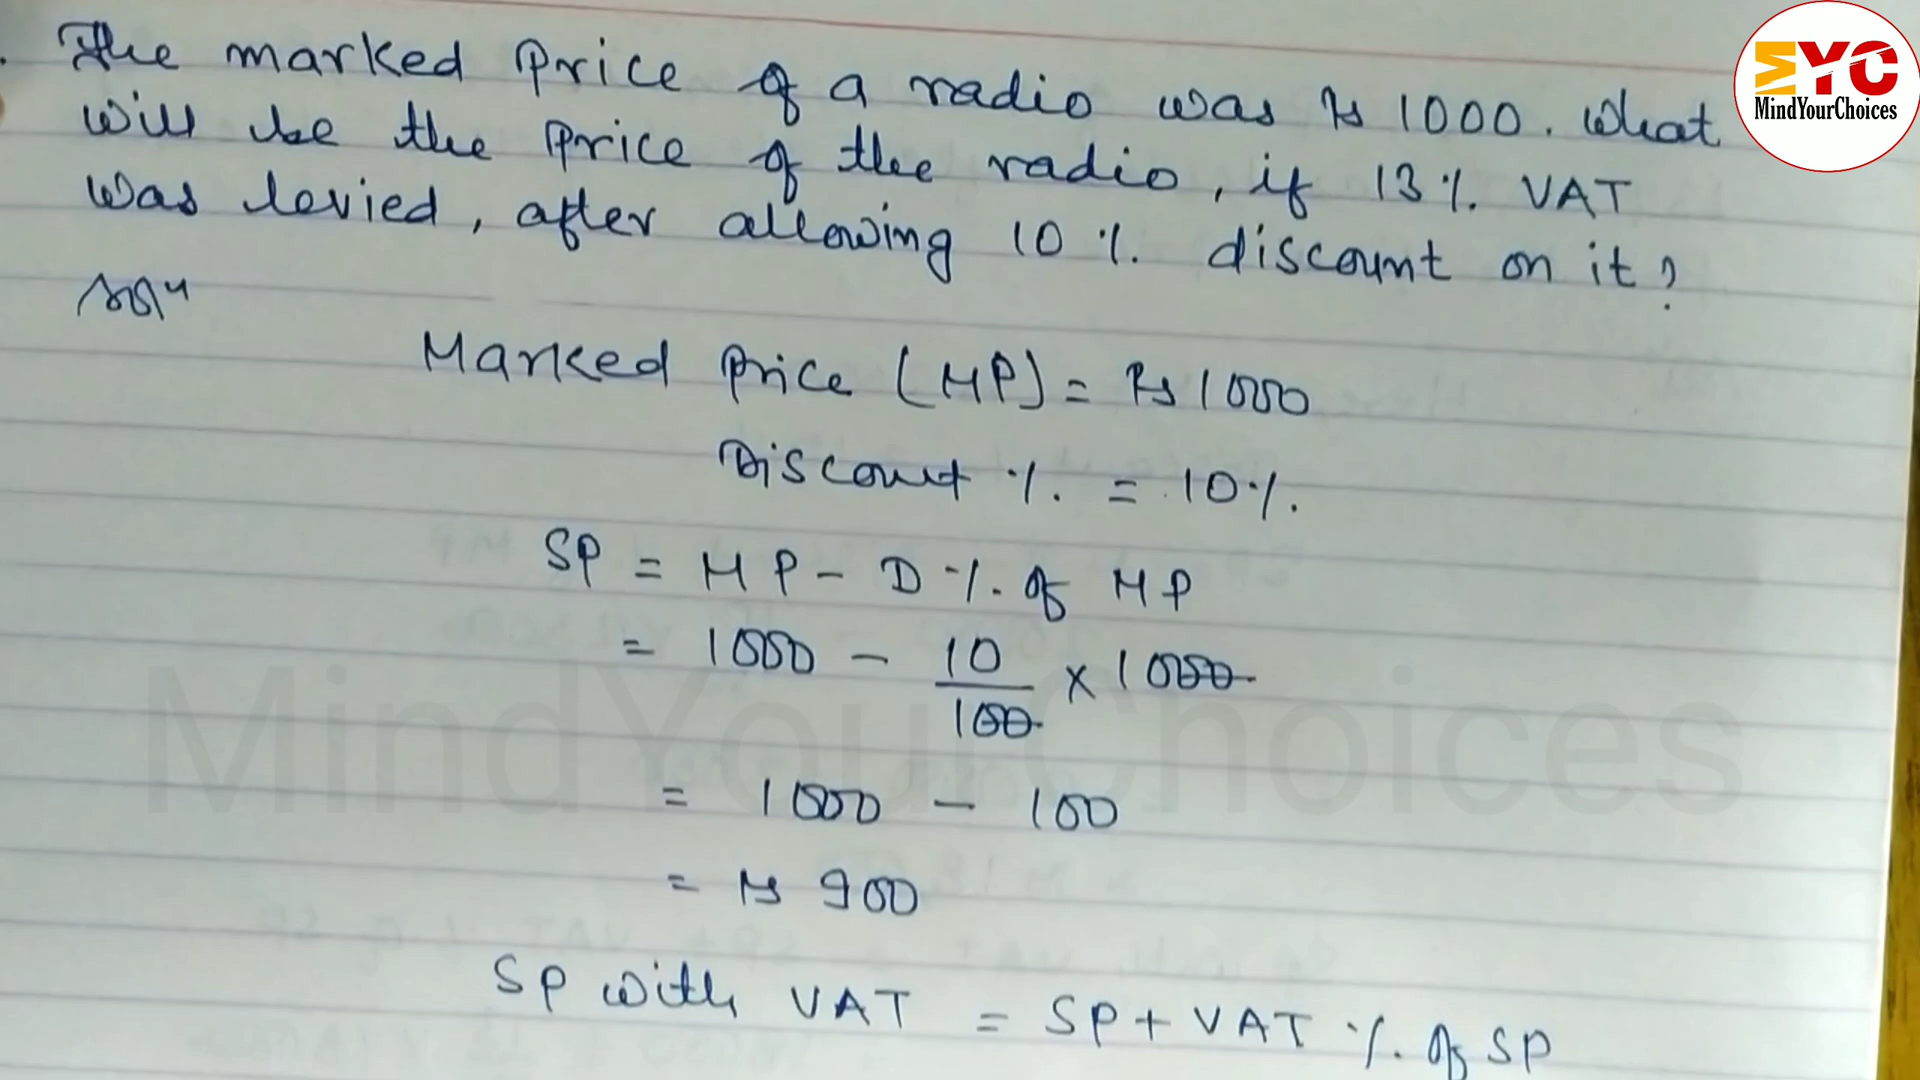 The marked price of a radio was Rs 1000. What
will be the price of the radio, if 13% VAT
was levied, after allowing 10% discount on it?
Marked price (MP) = Rs 1000
Discount % = 10%.
SP = MP - D% of MP
= 1000 - 10/100 × 1000
= 1000 - 100
= Rs 900
SP with VAT = SP + VAT % of SP
MYC
MindYourChoices
MindYourChoices